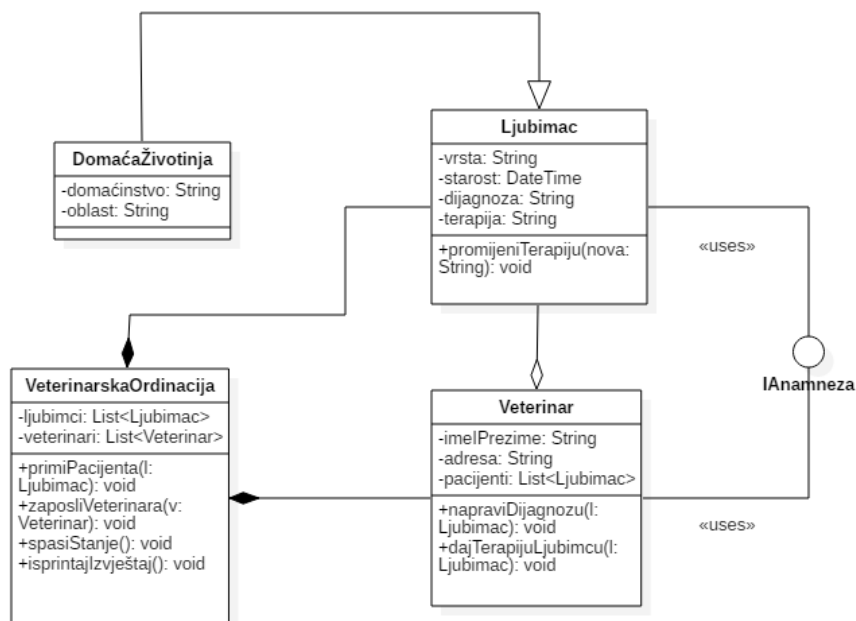 DomaćaŽivotinja
-domaćinstvo: String
-oblast: String
Ljubimac
-vrsta: String
-starost: DateTime
-dijagnoza: String
-terapija: String
+promijeniTerapiju(nova:
String): void
«uses»
IAnamneza
VeterinarskaOrdinacija
-ljubimci: List<Ljubimac>
-veterinari: List<Veterinar>
+primiPacijenta(l:
Ljubimac): void
+zaposliVeterinara(v:
Veterinar): void
+spasiStanje(): void
+isprintajIzvještaj(): void
Veterinar
-imeIPrezime: String
-adresa: String
-pacijenti: List<Ljubimac>
+napraviDijagnozu(l:
Ljubimac): void
+dajTerapijuLjubimcu(l:
Ljubimac): void
«uses»